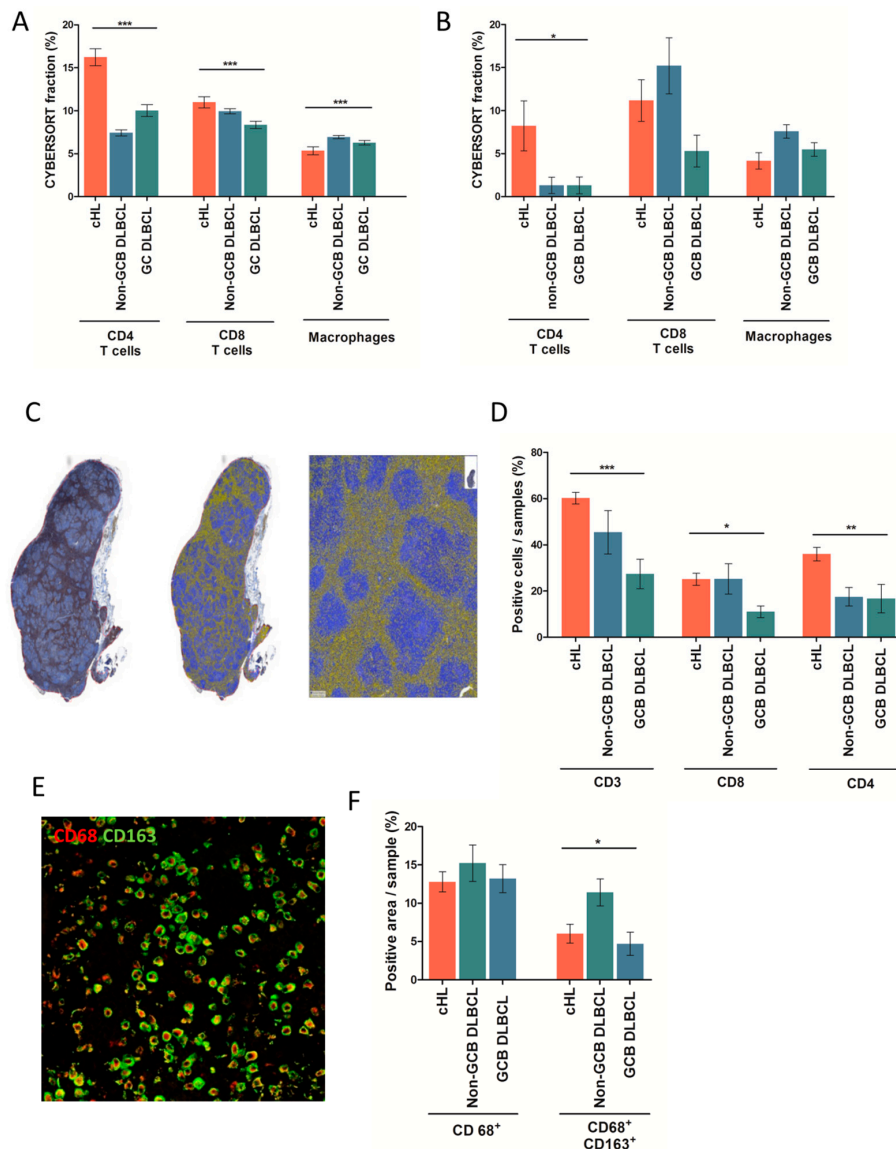 A
CYBERSORT fraction (%)
20
15
10
5
0
***
***
***
cHL
Non-GCB DLBCL
GC DLBCL
cHL
Non-GCB DLBCL
GC DLBCL
cHL
Non-GCB DLBCL
GC DLBCL
CD4
T cells
CD8
T cells
Macrophages
B
CYBERSORT fraction (%)
20
15
10
5
0
*
cHL
non-GCB DLBCL
GCB DLBCL
cHL
Non-GCB DLBCL
GCB DLBCL
cHL
Non-GCB DLBCL
GCB DLBCL
CD4
T cells
CD8
T cells
Macrophages
C
D
Positive cells / samples (%)
80
60
40
20
0
***
*
**
cHL
Non-GCB DLBCL
GCB DLBCL
cHL
Non-GCB DLBCL
GCB DLBCL
cHL
Non-GCB DLBCL
GCB DLBCL
CD3
CD8
CD4
E
CD68 CD163
F
Positive area / sample (%)
20
15
10
5
0
*
cHL
Non-GCB DLBCL
GCB DLBCL
cHL
Non-GCB DLBCL
GCB DLBCL
CD 68⁺
CD68⁺
CD163⁺